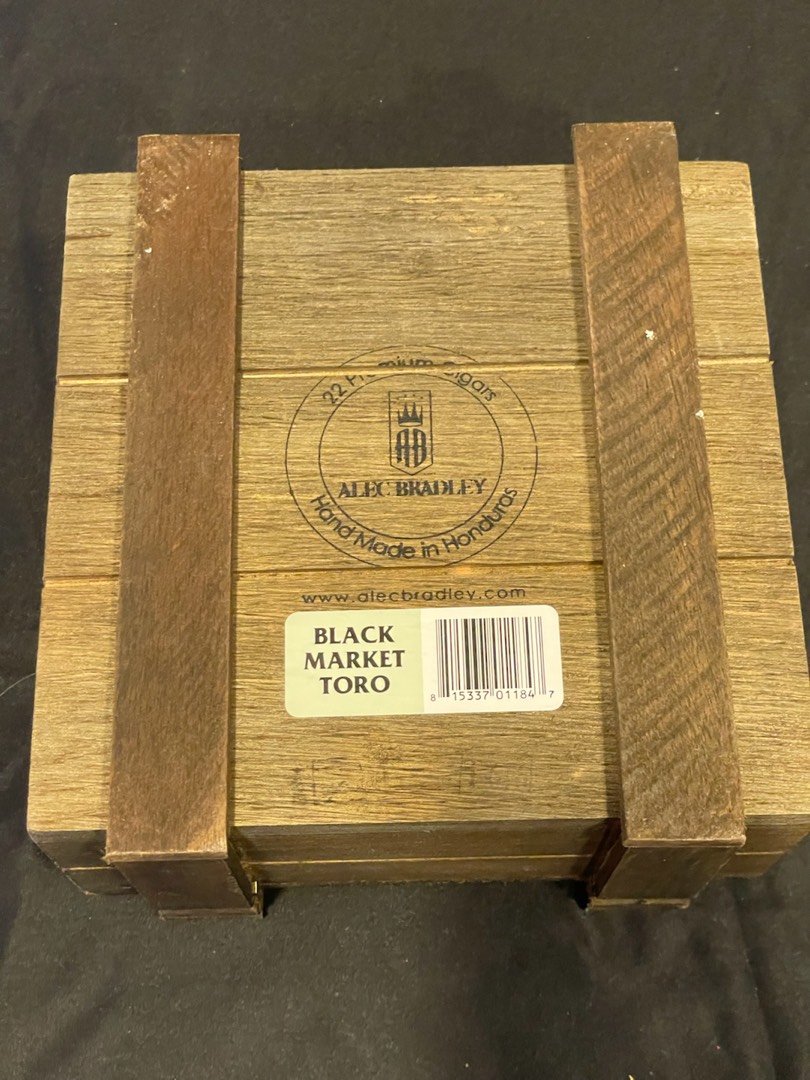 22 Premium Cigars
AB
ALEC BRADLEY
Hand Made in Honduras
www.alecbradley.com
BLACK
MARKET
TORO
8 15337 01184 7